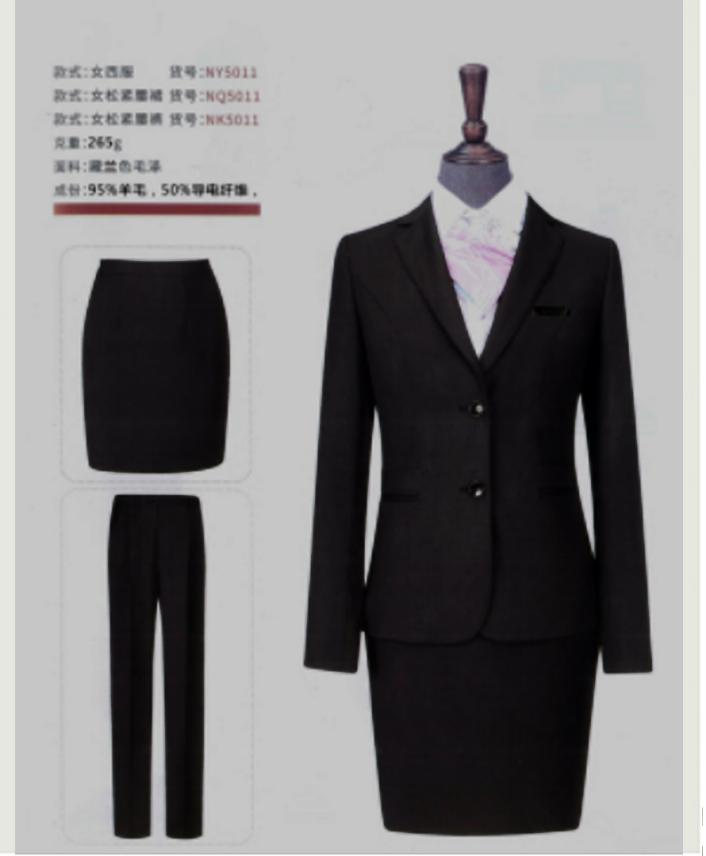 款式:女西服 货号:NY5011
款式:女松紧腰裙 货号:NQ5011
款式:女松紧腰裤 货号:NK5011
克重:265g
面料:藏蓝色毛涤
成份:95%羊毛，50%导电纤维，